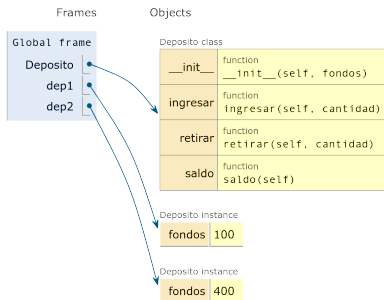 Frames Objects
Global frame
Deposito
dep1
dep2
Deposito class
__init__ function
__init__(self, fondos)
ingresar function
ingresar(self, cantidad)
retirar function
retirar(self, cantidad)
saldo function
saldo(self)
Deposito instance
fondos 100
Deposito instance
fondos 400